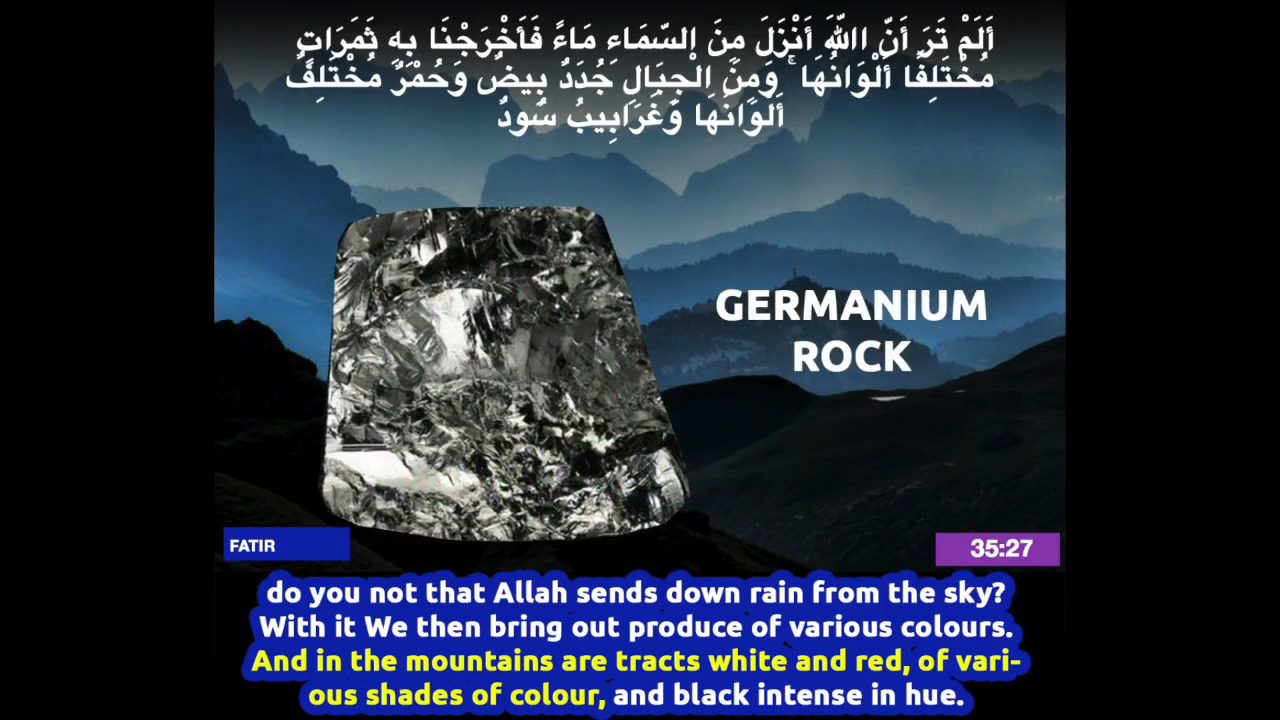 أَلَمْ تَرَ أَنَّ اللَّهَ أَنْزَلَ مِنَ السَّمَاءِ مَاءً فَأَخْرَجْنَا بِهِ ثَمَرَاتٍ
مُخْتَلِفًا أَلْوَانُهَا ۚ وَمِنَ الْجِبَالِ جُدَدٌ بِيضٌ وَحُمْرٌ مُخْتَلِفٌ
أَلْوَانُهَا وَغَرَابِيبُ سُودٌ
GERMANIUM
ROCK
FATIR
35:27
do you not that Allah sends down rain from the sky?
With it We then bring out produce of various colours.
And in the mountains are tracts white and red, of vari-
ous shades of colour, and black intense in hue.